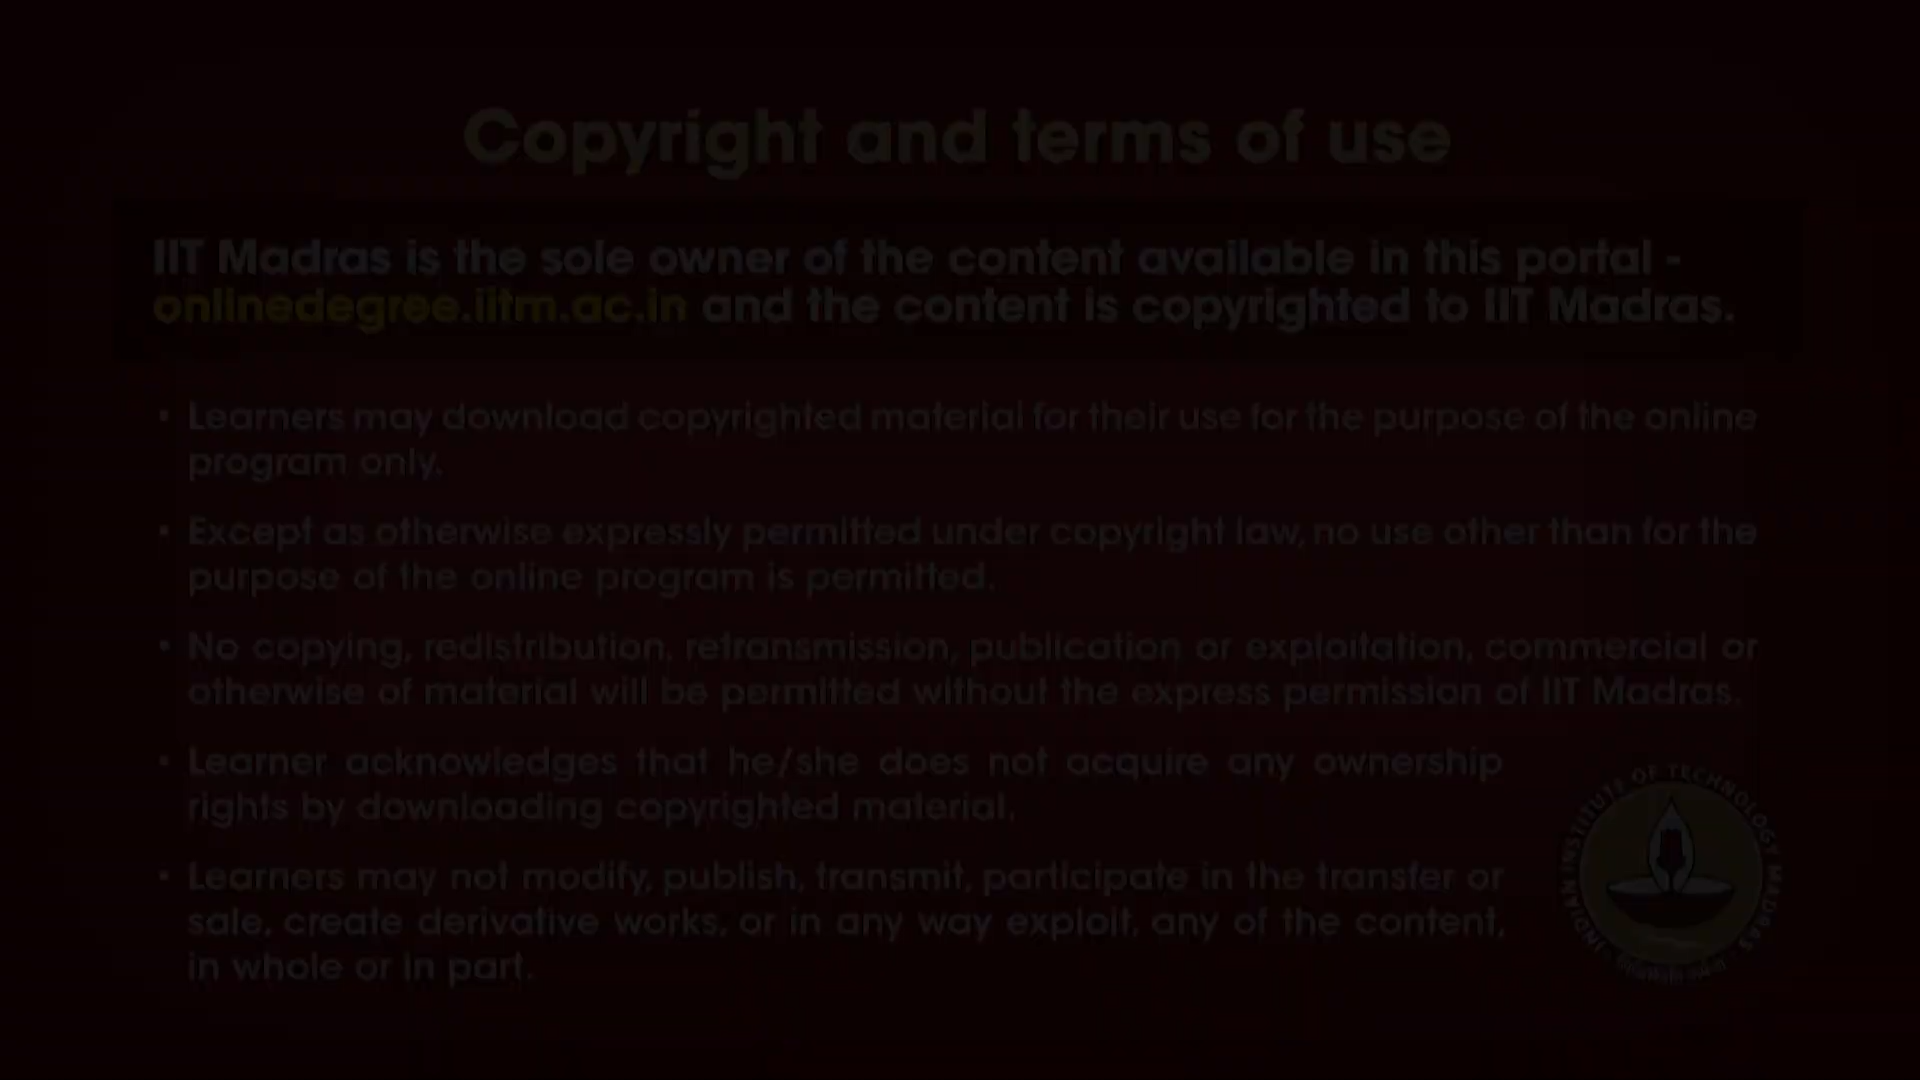 Copyright and terms of use
IIT Madras is the sole owner of the content available in this portal -
onlinedegree.iitm.ac.in and the content is copyrighted to IIT Madras.
• Learners may download copyrighted material for their use for the purpose of the online
program only.
• Except as otherwise expressly permitted under copyright law, no use other than for the
purpose of the online program is permitted.
• No copying, redistribution, retransmission, publication or exploitation, commercial or
otherwise of material will be permitted without the express permission of IIT Madras.
• Learner acknowledges that he/she does not acquire any ownership
rights by downloading copyrighted material.
• Learners may not modify, publish, transmit, participate in the transfer or
sale, create derivative works, or in any way exploit, any of the content,
in whole or in part.
INDIAN INSTITUTE OF TECHNOLOGY MADRAS